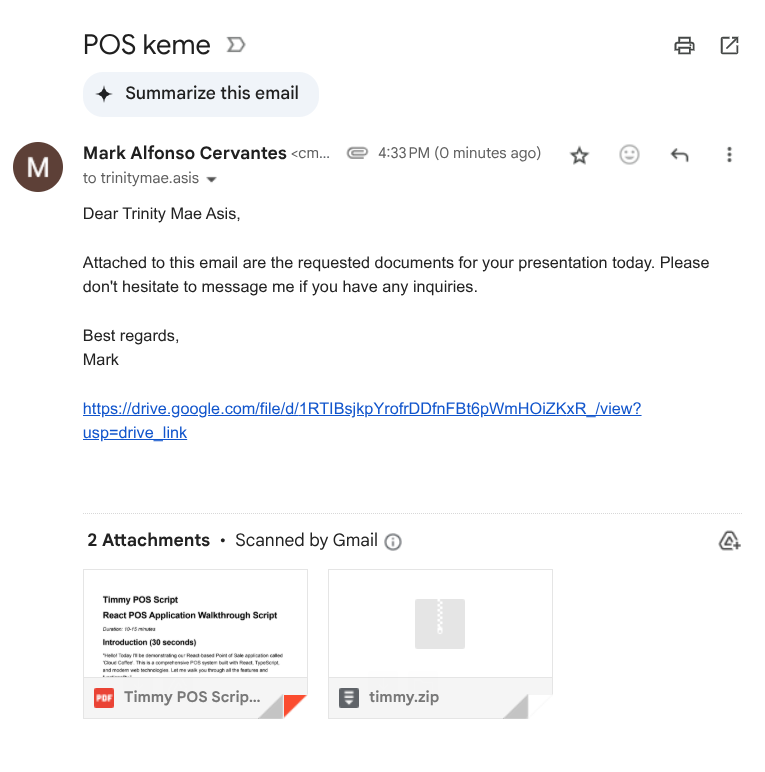 POS keme
Summarize this email
M
Mark Alfonso Cervantes <cm... 4:33 PM (0 minutes ago)
to trinitymae.asis
Dear Trinity Mae Asis,
Attached to this email are the requested documents for your presentation today. Please
don't hesitate to message me if you have any inquiries.
Best regards,
Mark
https://drive.google.com/file/d/1RTIBsjkpYrofrDDfnFBt6pWmHOiZKxR_/view?
usp=drive_link
2 Attachments • Scanned by Gmail
Timmy POS Script
React POS Application Walkthrough Script
Duration: 10-15 minutes
Introduction (30 seconds)
"Hello! Today I'll be demonstrating our React-based Point of Sale application called
'Cloud Coffee'. This is a comprehensive POS system built with React, TypeScript,
and modern web technologies. Let me walk you through all the features and
PDF Timmy POS Scrip...
timmy.zip